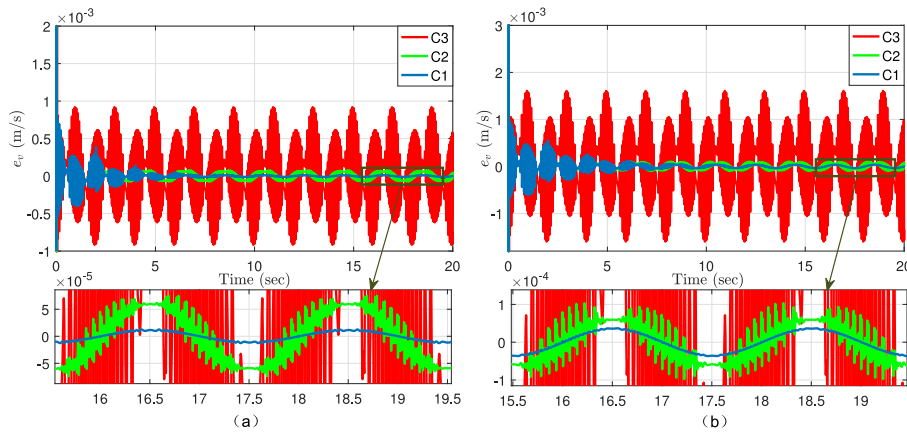 ×10⁻³
2
1.5
1
0.5
0
-0.5
-1
e_v (m/s)
C3
C2
C1
0 5 10 15 20
Time (sec)
×10⁻⁵
5
0
-5
16 16.5 17 17.5 18 18.5 19 19.5
(a)
×10⁻³
3
2
1
0
-1
e_v (m/s)
C3
C2
C1
0 5 10 15 20
Time (sec)
×10⁻⁴
1
0
-1
15.5 16 16.5 17 17.5 18 18.5 19
(b)